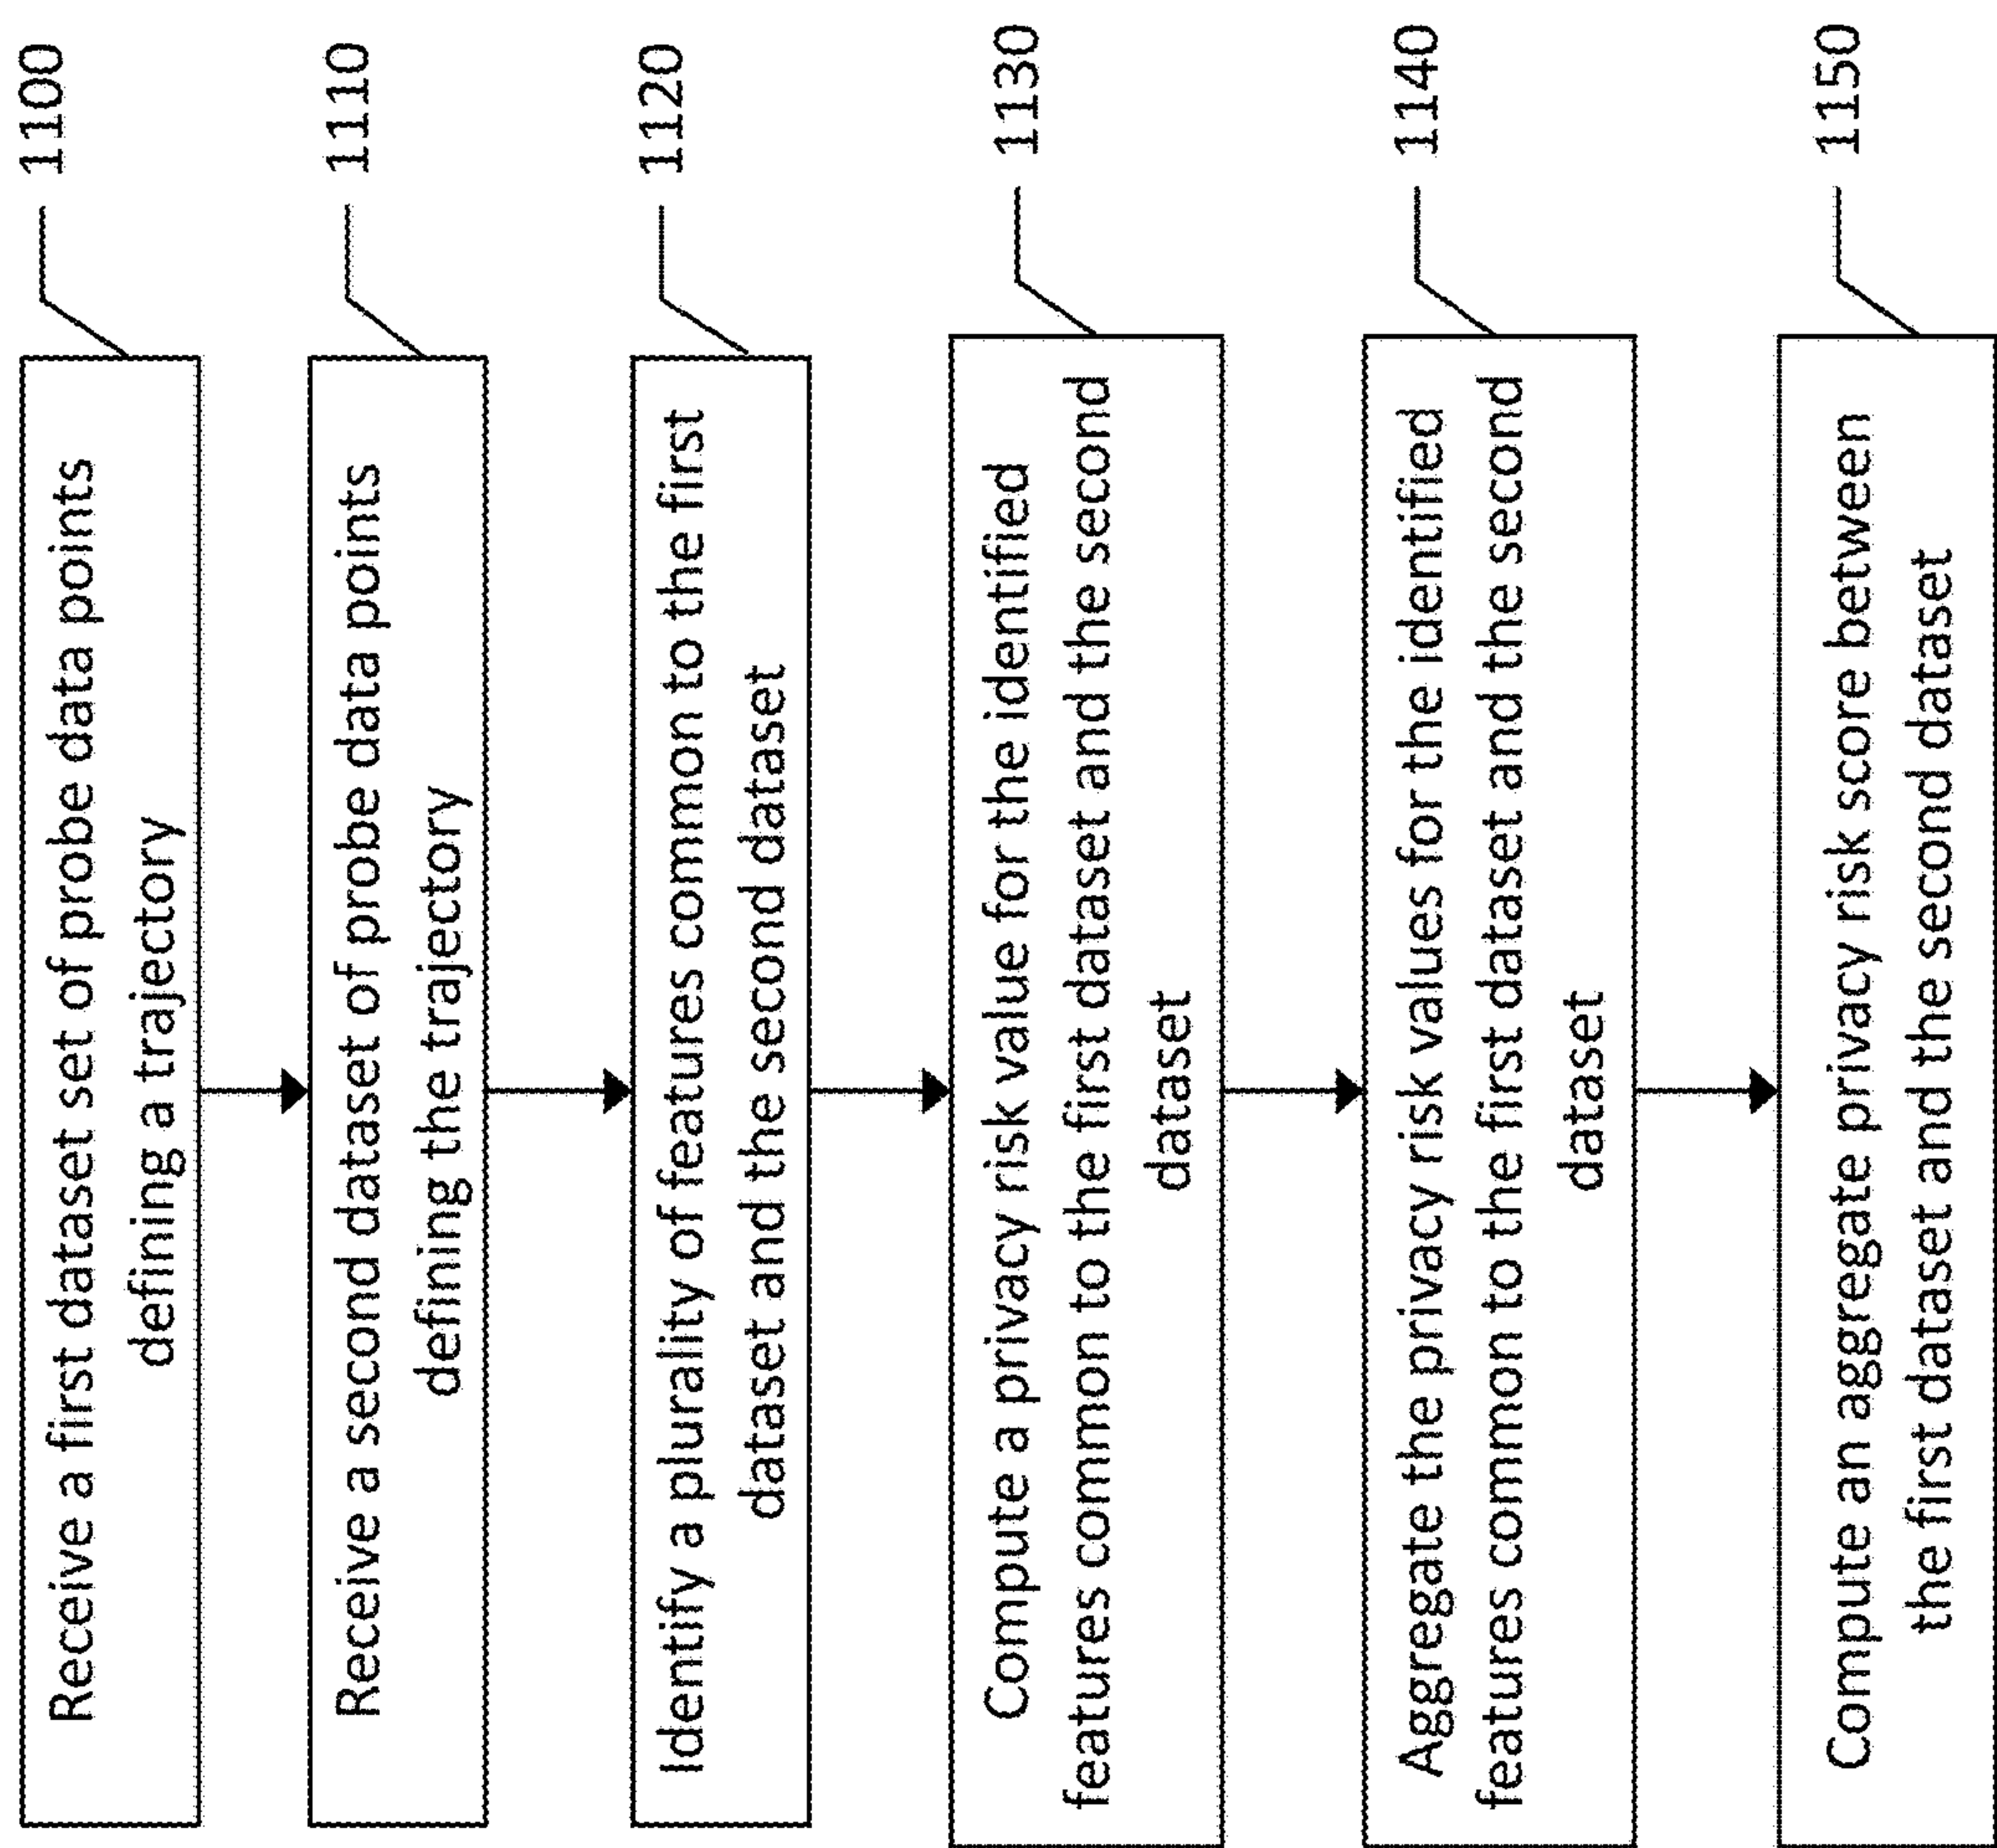 Receive a first dataset set of probe data points
defining a trajectory
1100
Receive a second dataset of probe data points
defining the trajectory
1110
Identify a plurality of features common to the first
dataset and the second dataset
1120
Compute a privacy risk value for the identified
features common to the first dataset and the second
dataset
1130
Aggregate the privacy risk values for the identified
features common to the first dataset and the second
dataset
1140
Compute an aggregate privacy risk score between
the first dataset and the second dataset
1150